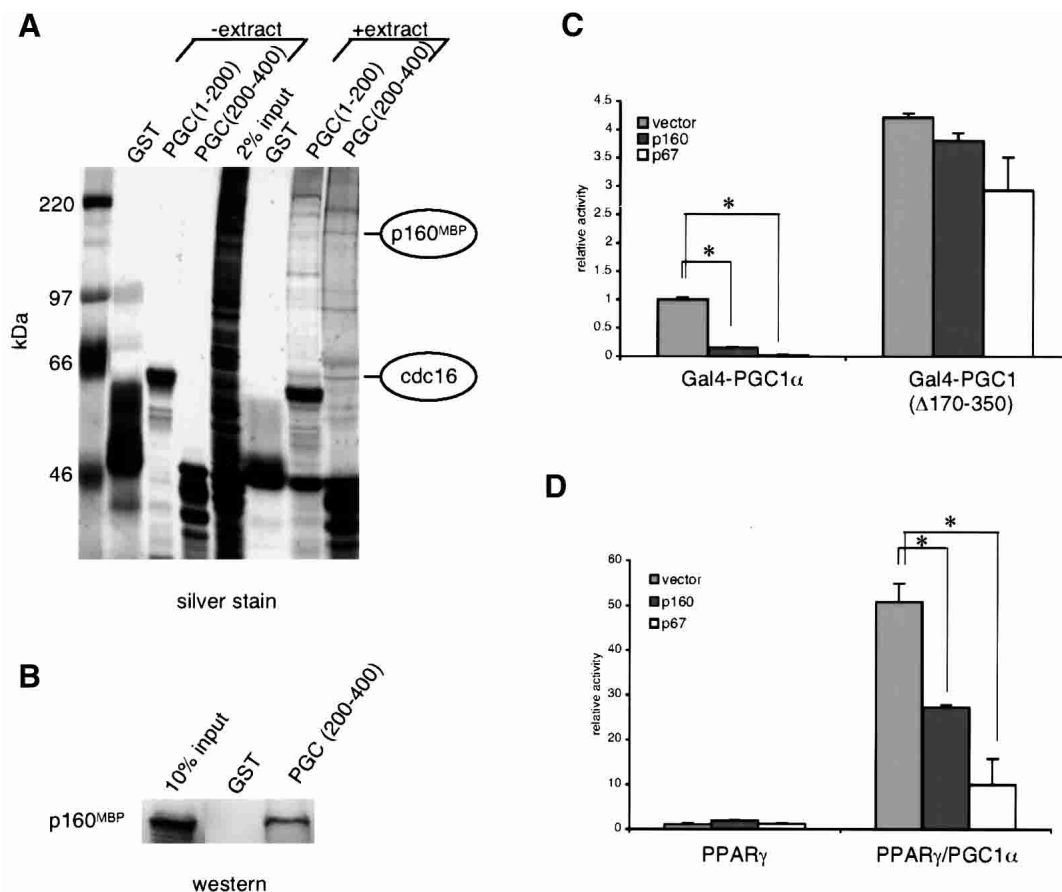 A
-extract
+extract
GST
PGC(1-200)
PGC(200-400)
2% input
GST
PGC(1-200)
PGC(200-400)
220
97
66
46
kDa
p160MBP
cdc16
silver stain
B
10% input
GST
PGC (200-400)
p160MBP
western
C
4.5
4
3.5
3
2.5
2
1.5
1
0.5
0
relative activity
vector
p160
p67
*
*
Gal4-PGC1α
Gal4-PGC1
(Δ170-350)
D
60
50
40
30
20
10
0
relative activity
vector
p160
p67
*
*
PPARγ
PPARγ/PGC1α